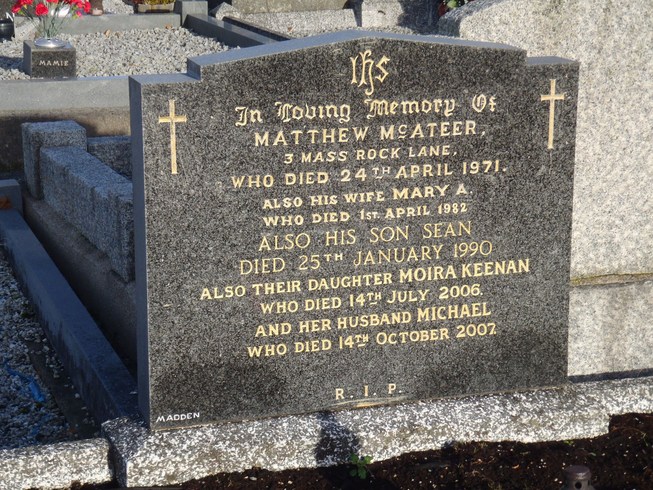 MAMIE
IhS
In Loving Memory Of
MATTHEW McATEER.
3 MASS ROCK LANE.
WHO DIED 24TH APRIL 1971.
ALSO HIS WIFE MARY A.
WHO DIED 1ST APRIL 1982
ALSO HIS SON SEAN
DIED 25TH JANUARY 1990
ALSO THEIR DAUGHTER MOIRA KEENAN
WHO DIED 14TH JULY 2006.
AND HER HUSBAND MICHAEL
WHO DIED 14TH OCTOBER 2007.
R I P
MADDEN